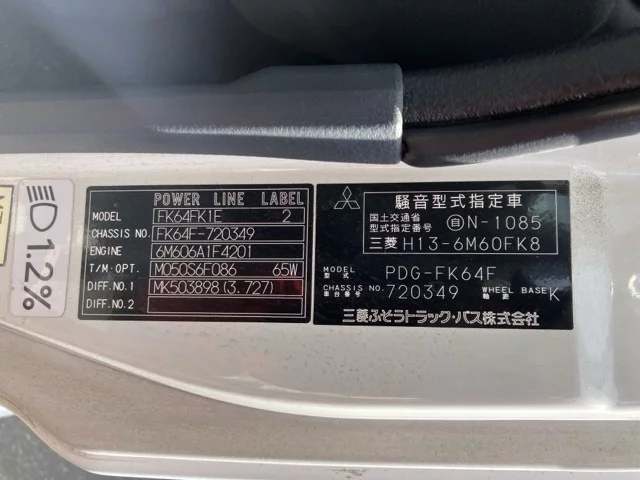 1.2%
POWER LINE LABEL
MODEL FK64FK1E 2
CHASSIS NO. FK64F-720349
ENGINE 6M606A1F4201
T/M・OPT. M050S6F086 65W
DIFF.NO.1 MK503898(3.727)
DIFF.NO.2
騒音型式指定車
国土交通省
型式指定番号 自N-1085
三菱 H13-6M60FK8
MODEL
型式 PDG-FK64F
CHASSIS NO.
車台番号 720349 WHEEL BASE
軸距 K
三菱ふそうトラック・バス株式会社